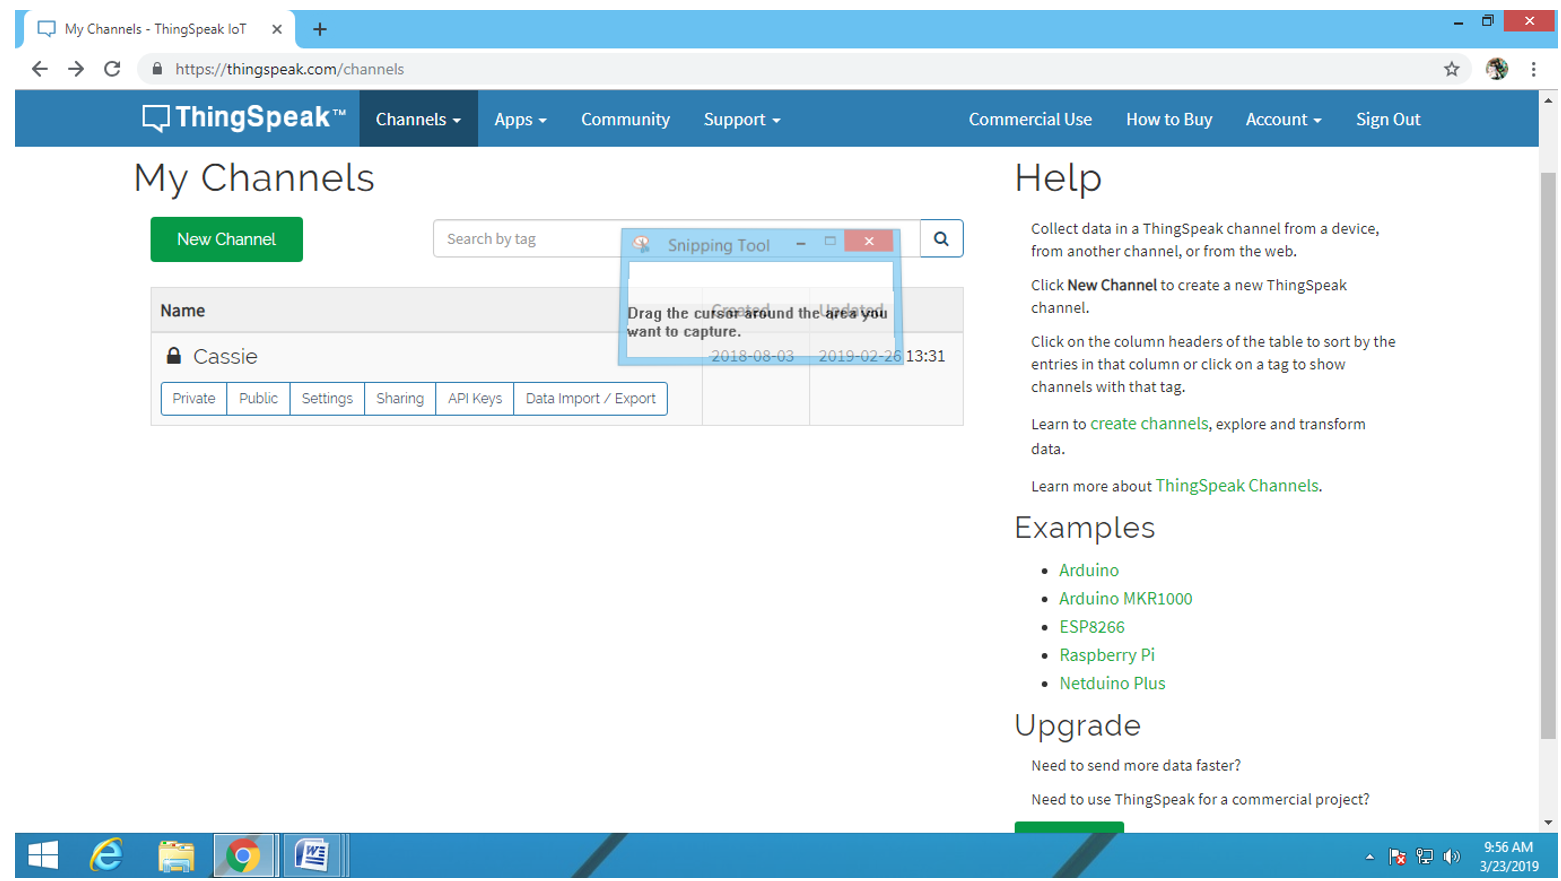 My Channels - ThingSpeak IoT
https://thingspeak.com/channels
ThingSpeak™ Channels Apps Community Support Commercial Use How to Buy Account Sign Out
My Channels
New Channel
Search by tag
Snipping Tool
Drag the cursor around the area you
want to capture.
Name Created Updated
Cassie 2018-08-03 2019-02-26 13:31
Private Public Settings Sharing API Keys Data Import / Export
Help
Collect data in a ThingSpeak channel from a device,
from another channel, or from the web.
Click New Channel to create a new ThingSpeak
channel.
Click on the column headers of the table to sort by the
entries in that column or click on a tag to show
channels with that tag.
Learn to create channels, explore and transform
data.
Learn more about ThingSpeak Channels.
Examples
• Arduino
• Arduino MKR1000
• ESP8266
• Raspberry Pi
• Netduino Plus
Upgrade
Need to send more data faster?
Need to use ThingSpeak for a commercial project?
9:56 AM
3/23/2019